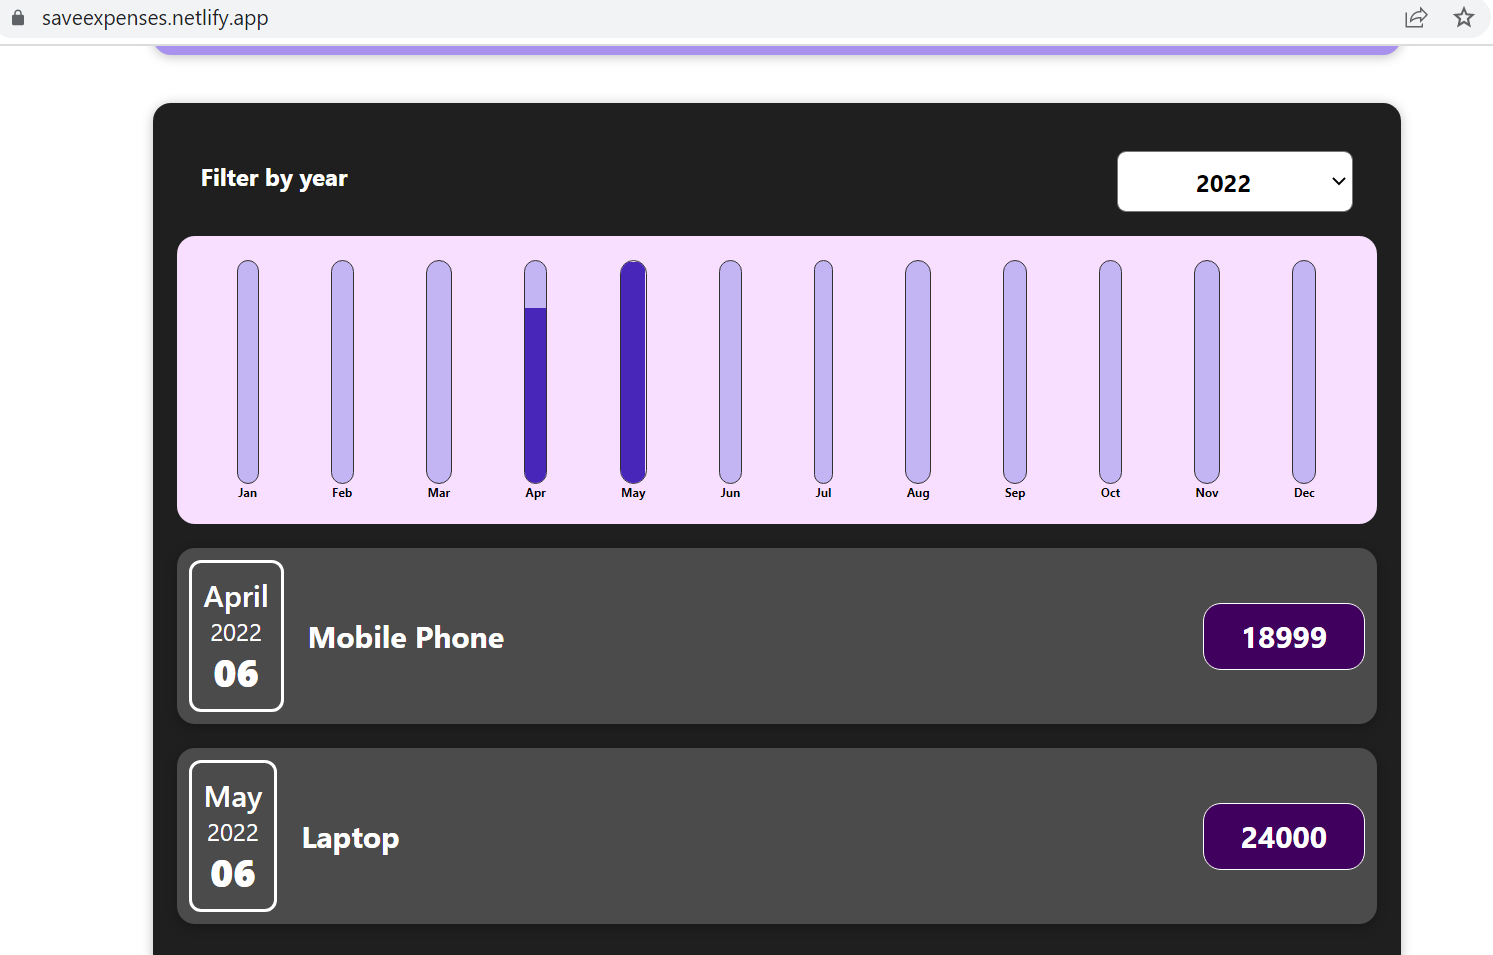 saveexpenses.netlify.app
Filter by year
2022
Jan Feb Mar Apr May Jun Jul Aug Sep Oct Nov Dec
April
2022
06
Mobile Phone
18999
May
2022
06
Laptop
24000